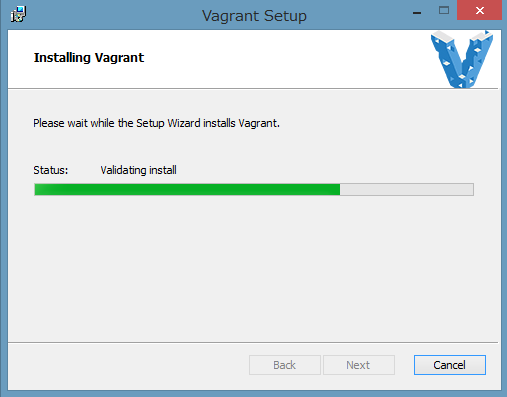 Vagrant Setup
Installing Vagrant
Please wait while the Setup Wizard installs Vagrant.
Status: Validating install
Back Next Cancel